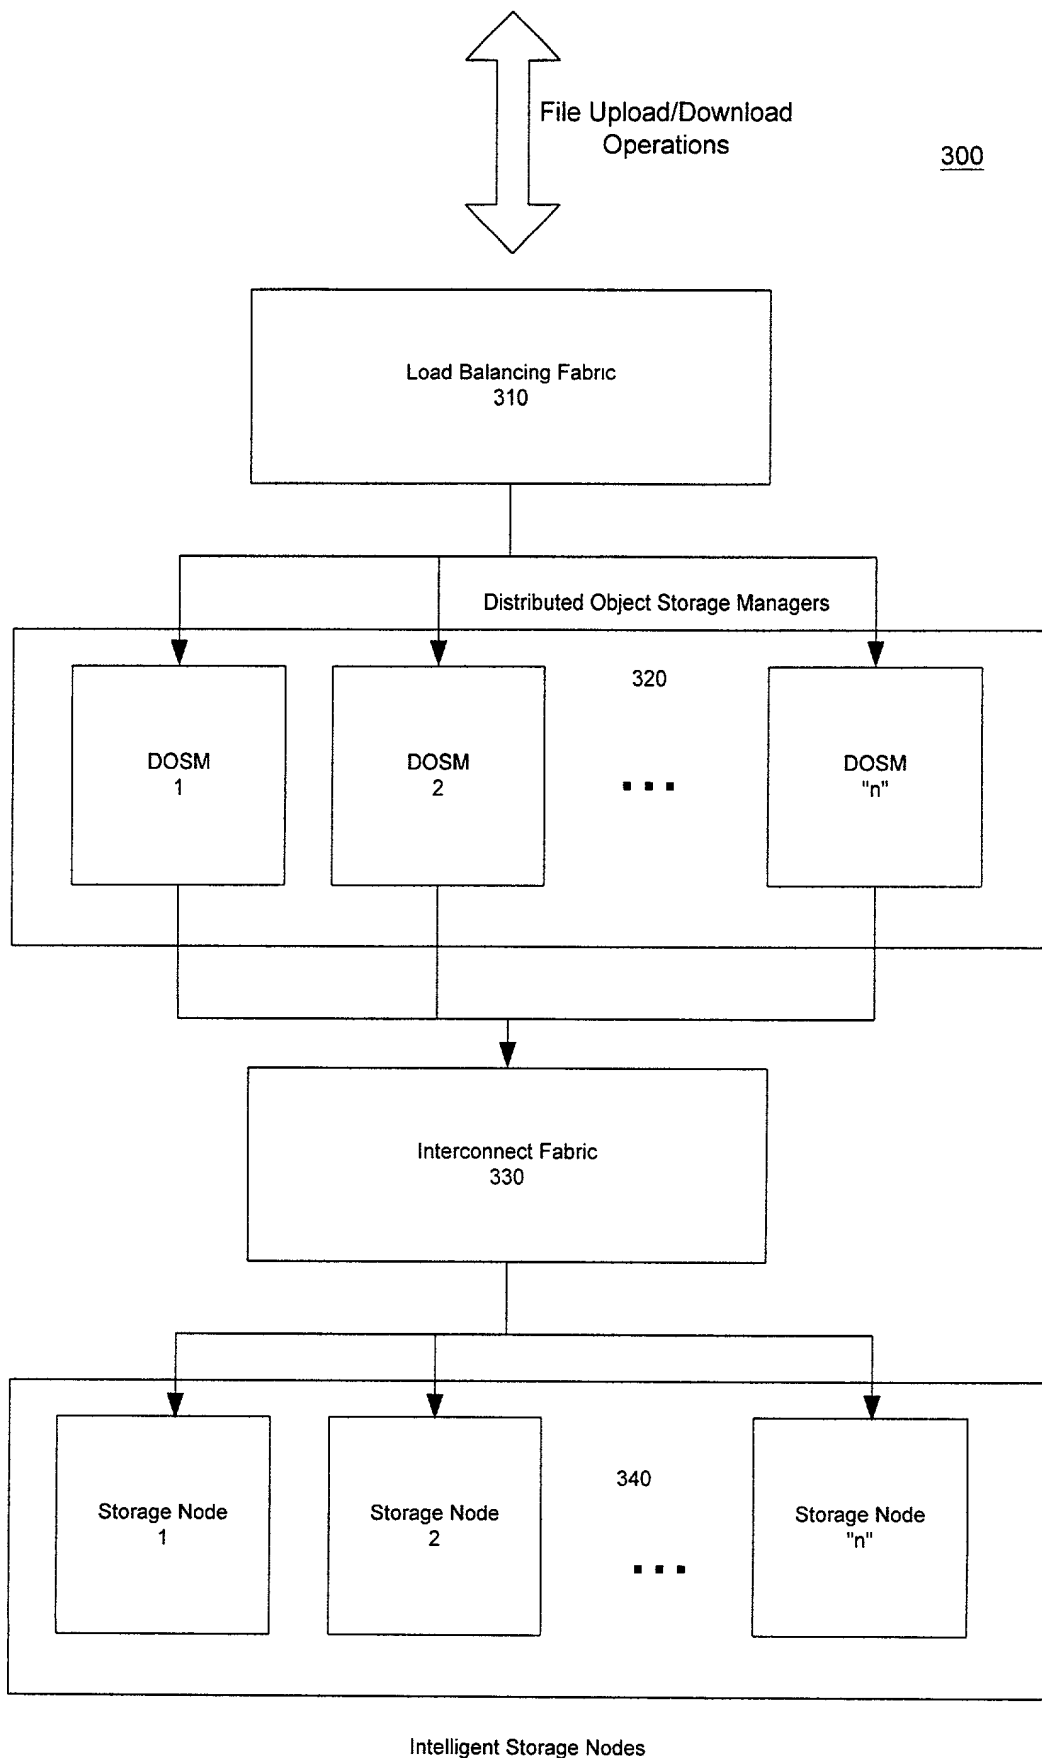 File Upload/Download
Operations
300
Load Balancing Fabric
310
Distributed Object Storage Managers
320
DOSM
1
DOSM
2
DOSM
"n"
Interconnect Fabric
330
340
Storage Node
1
Storage Node
2
Storage Node
"n"
Intelligent Storage Nodes